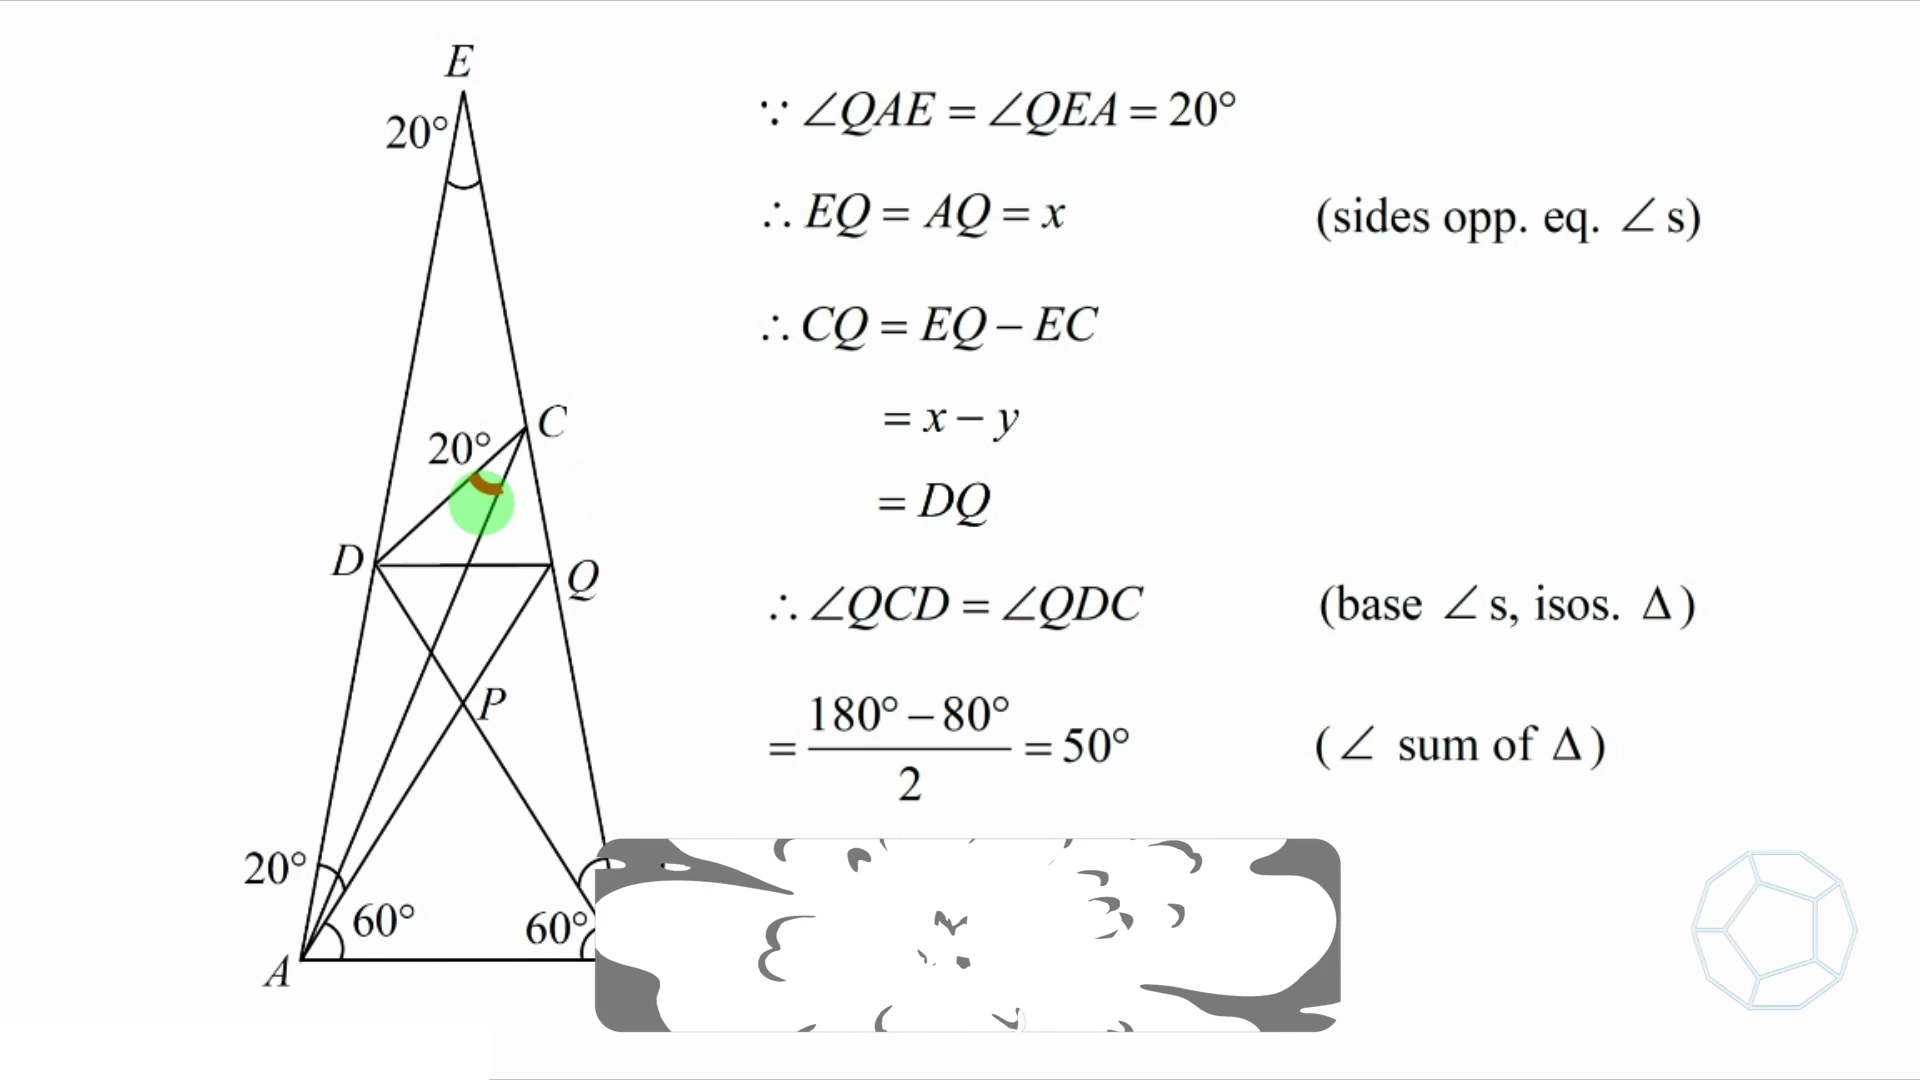 E
20°
∵ ∠QAE = ∠QEA = 20°
∴ EQ = AQ = x (sides opp. eq. ∠ s)
∴ CQ = EQ − EC
= x − y
C
20°
= DQ
D
Q
∴ ∠QCD = ∠QDC (base ∠ s, isos. Δ)
P
= (180° − 80°)/2 = 50° (∠ sum of Δ)
20°
60°
60°
A